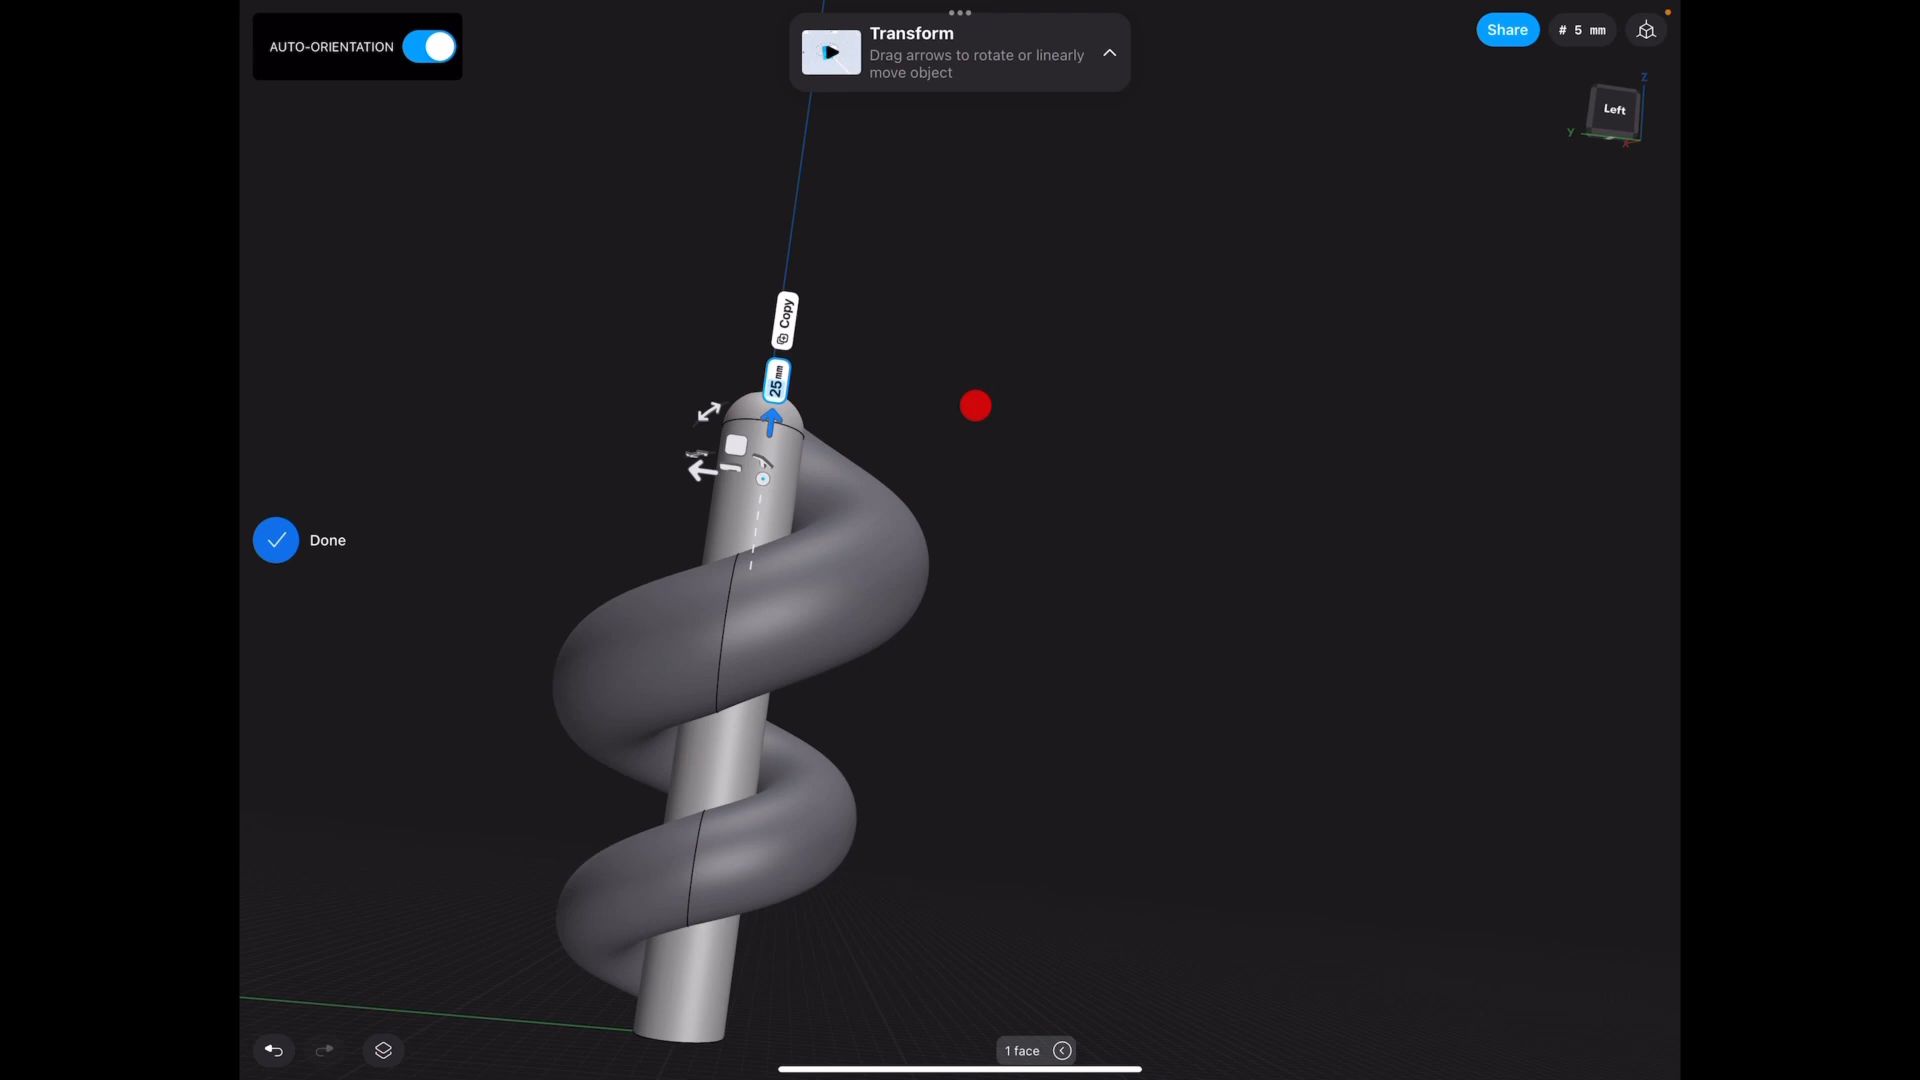 AUTO-ORIENTATION
Transform
Drag arrows to rotate or linearly
move object
Share
# 5 mm
Z
Left
Y
X
Copy
25 mm
Done
1 face